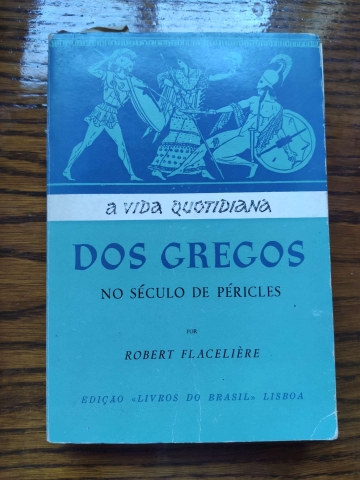 A VIDA QUOTIDIANA
DOS GREGOS
NO SÉCULO DE PÉRICLES
POR
ROBERT FLACELIÈRE
EDIÇÃO «LIVROS DO BRASIL» LISBOA